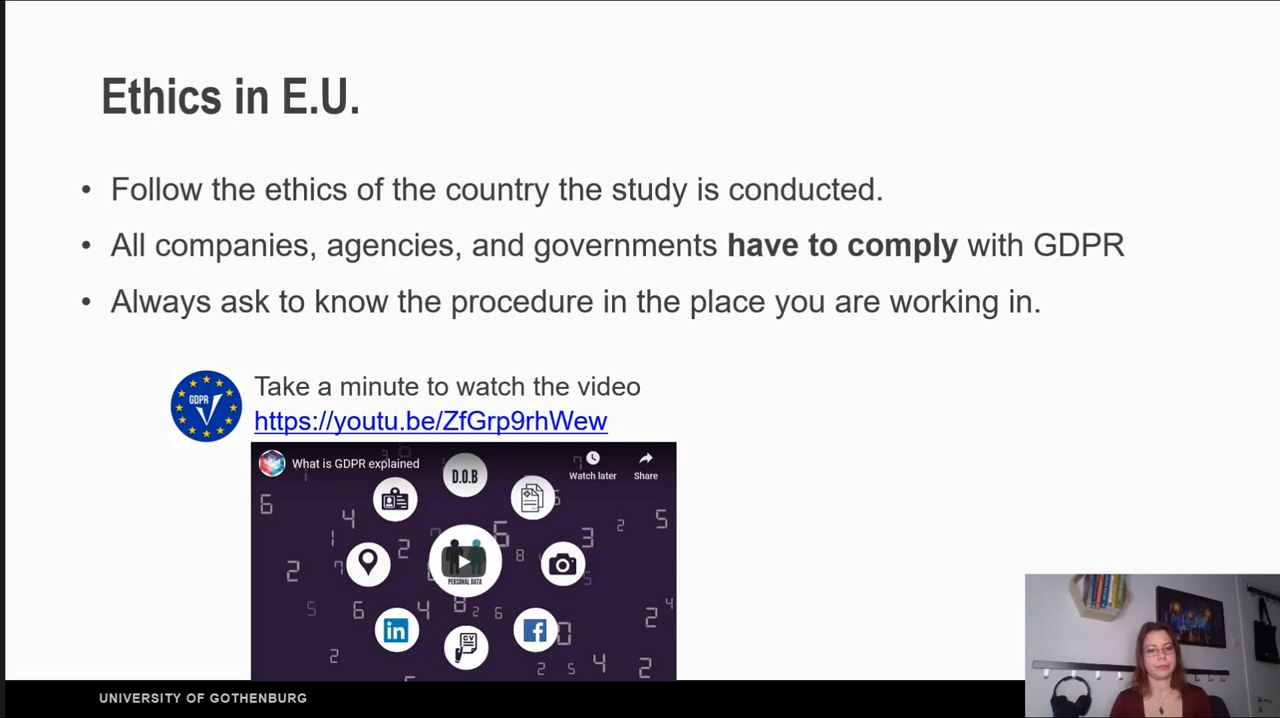 Ethics in E.U.
• Follow the ethics of the country the study is conducted.
• All companies, agencies, and governments have to comply with GDPR
• Always ask to know the procedure in the place you are working in.
GDPR
Take a minute to watch the video
https://youtu.be/ZfGrp9rhWew
What is GDPR explained
Watch later
Share
D.O.B
PERSONAL DATA
in
CV
f
UNIVERSITY OF GOTHENBURG